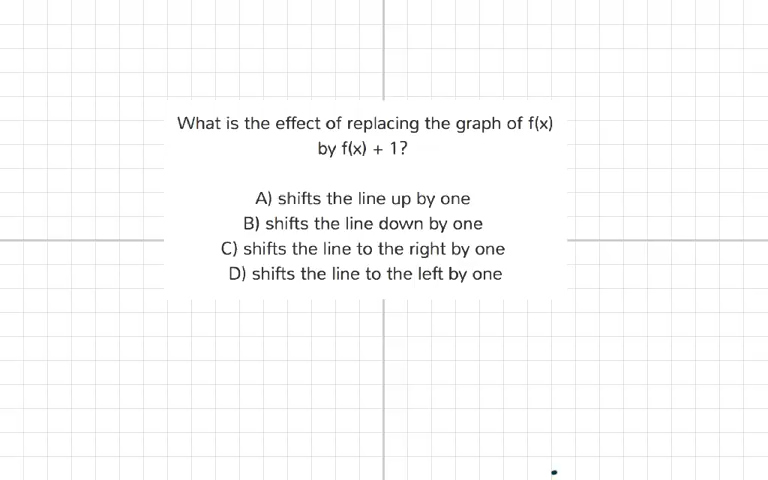 What is the effect of replacing the graph of f(x)
by f(x) + 1?
A) shifts the line up by one
B) shifts the line down by one
C) shifts the line to the right by one
D) shifts the line to the left by one